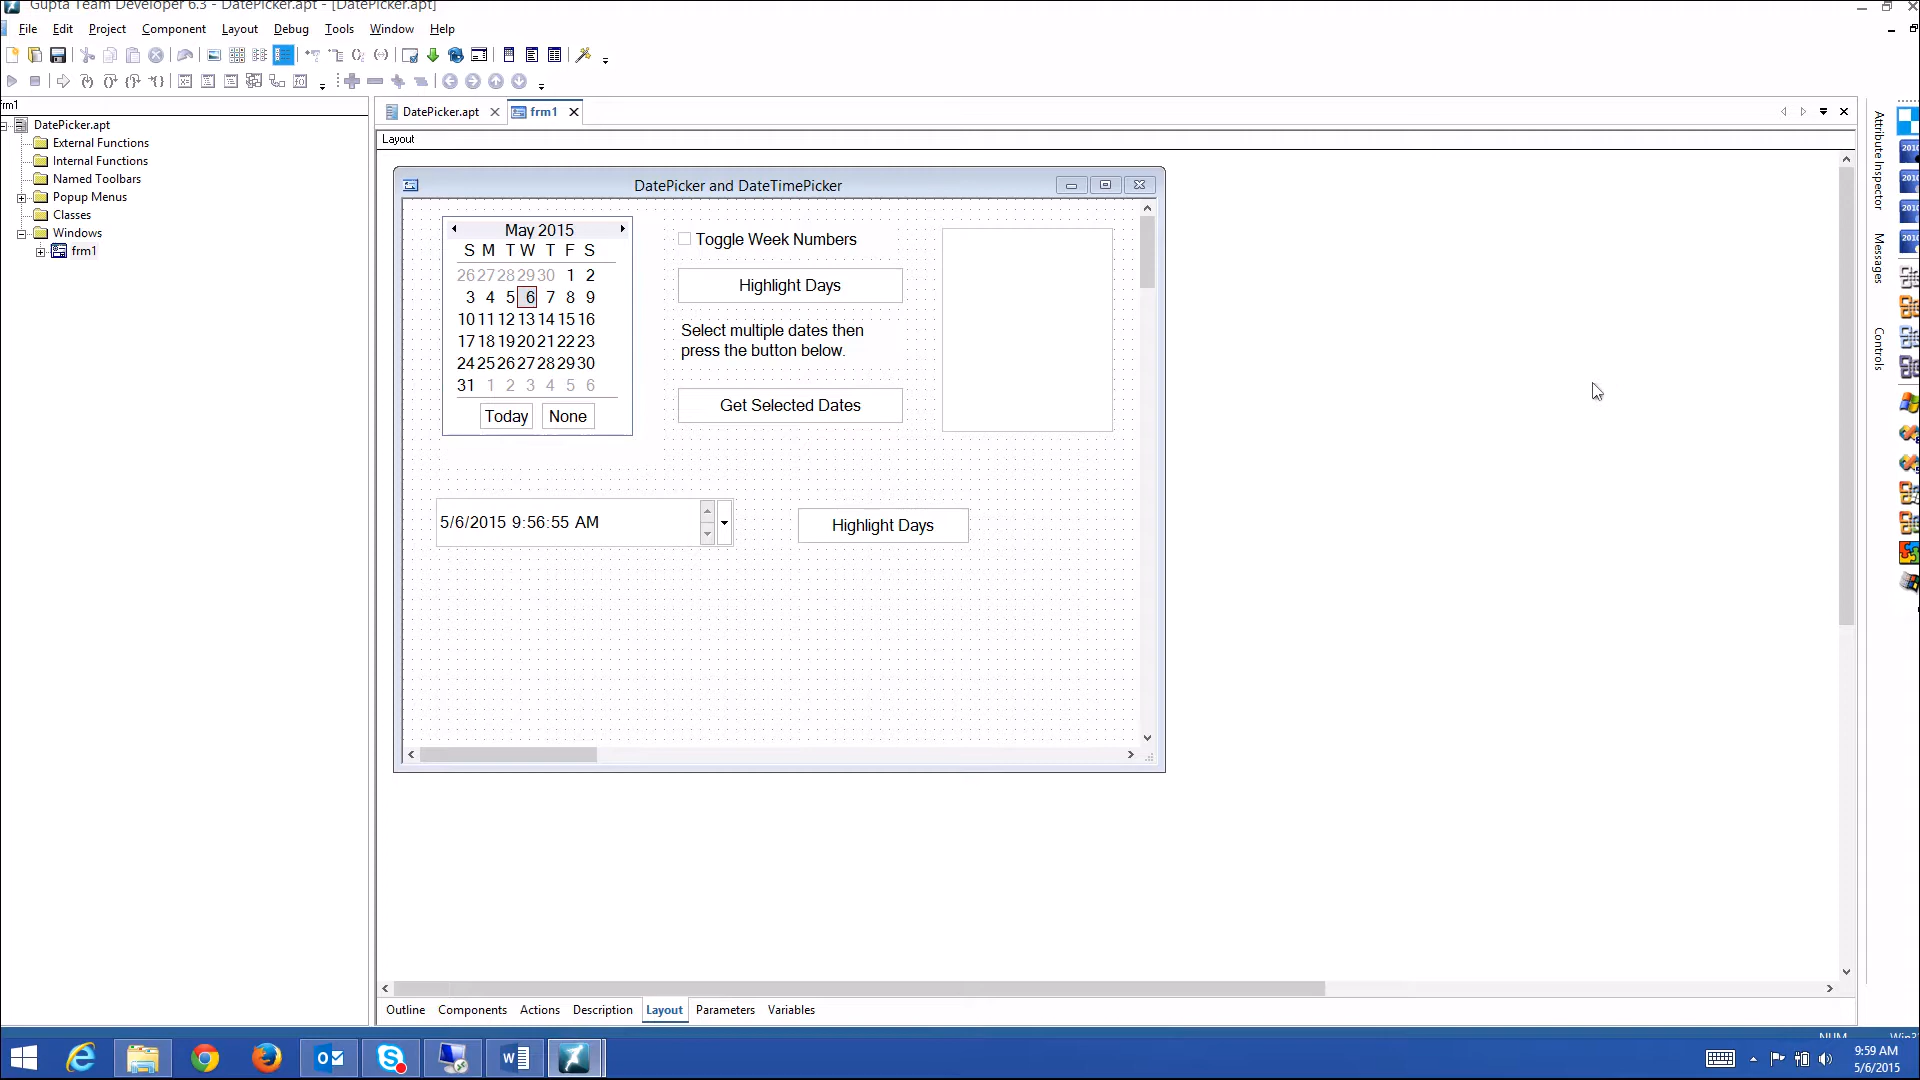 Gupta Team Developer 6.3 - DatePicker.apt - [DatePicker.apt]
File Edit Project Component Layout Debug Tools Window Help
frm1
DatePicker.apt
External Functions
Internal Functions
Named Toolbars
Popup Menus
Classes
Windows
frm1
DatePicker.apt frm1
Layout
DatePicker and DateTimePicker
May 2015
S M T W T F S
26 27 28 29 30 1 2
3 4 5 6 7 8 9
10 11 12 13 14 15 16
17 18 19 20 21 22 23
24 25 26 27 28 29 30
31 1 2 3 4 5 6
Today None
Toggle Week Numbers
Highlight Days
Select multiple dates then
press the button below.
Get Selected Dates
5/6/2015 9:56:55 AM
Highlight Days
Attribute Inspector
Messages
Controls
2010
2010
2010
2010
Outline Components Actions Description Layout Parameters Variables
9:59 AM
5/6/2015